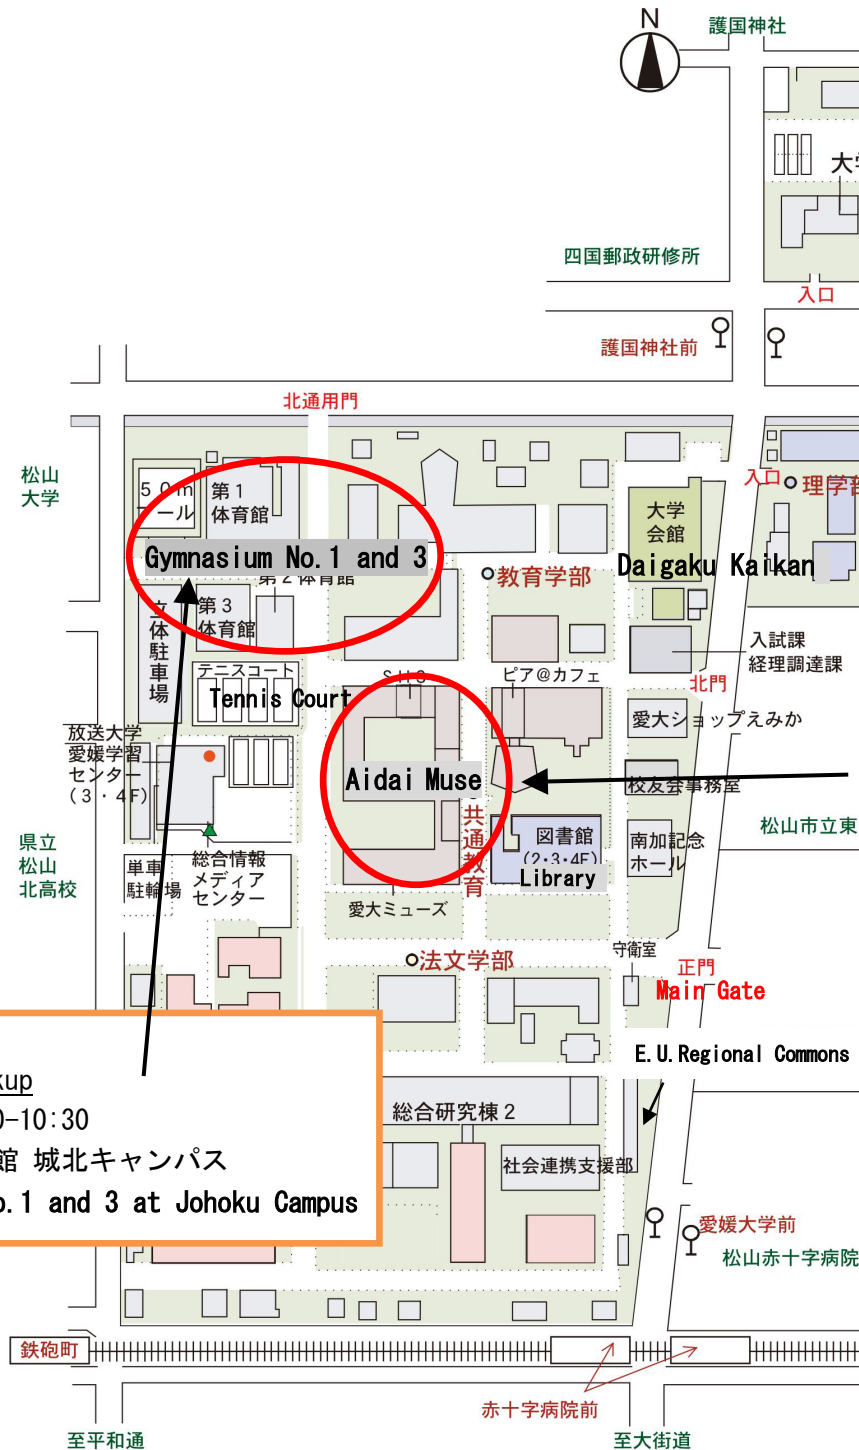 N
護国神社
大学
四国郵政研修所
入口
護国神社前
北通用門
松山
大学
50m
プール
第1
体育館
Gymnasium No.1 and 3
第2体育館
第3
体育館
立体駐車場
テニスコート
Tennis Court
教育学部
大学
会館
Daigaku Kaikan
入口
理学部
入試課
経理調達課
北門
ピア@カフェ
愛大ショップえみか
放送大学
愛媛学習
センター
(3・4F)
Aidai Muse
校友会事務室
共通教育
図書館
(2・3・4F)
Library
南加記念
ホール
松山市立東
県立
松山
北高校
単車
駐輪場
総合情報
メディア
センター
愛大ミューズ
法文学部
守衛室
正門
Main Gate
E.U.Regional Commons
kup
0-10:30
館 城北キャンパス
o.1 and 3 at Johoku Campus
総合研究棟2
社会連携支援部
愛媛大学前
松山赤十字病院
鉄砲町
赤十字病院前
至平和通
至大街道